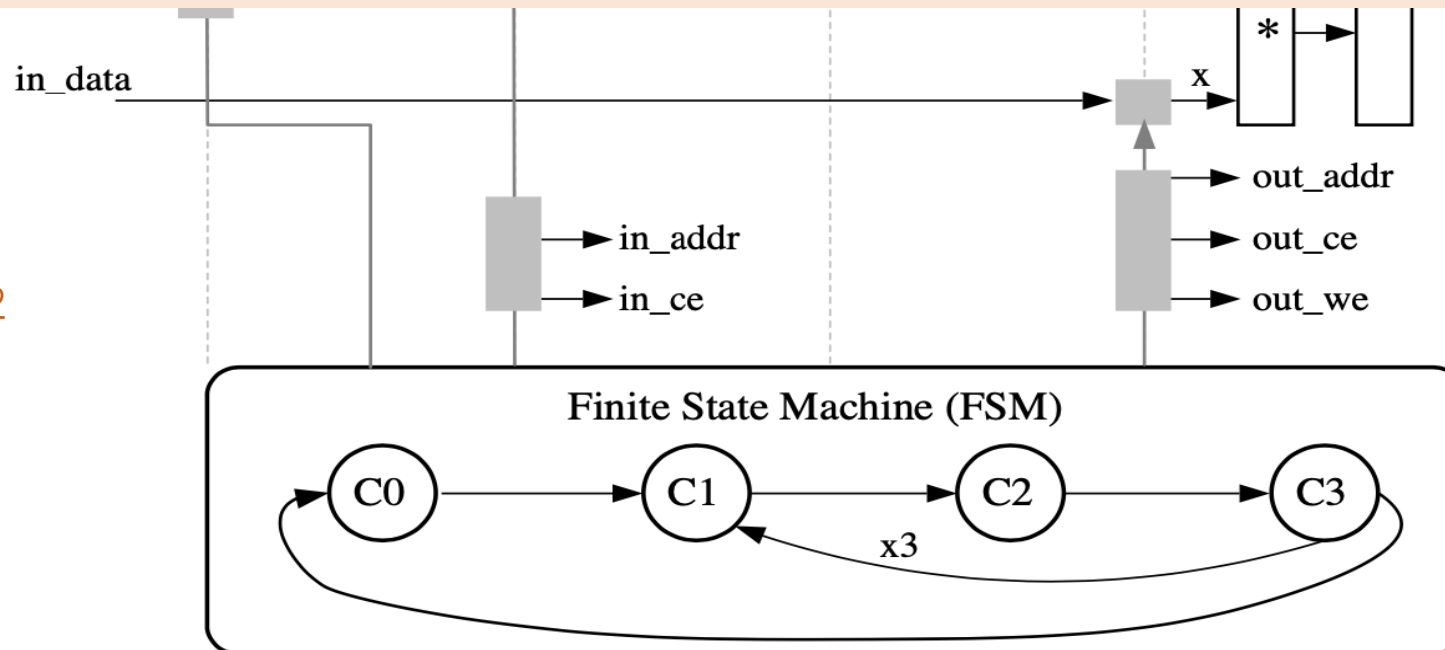 *
in_data
x
out_addr
in_addr
out_ce
in_ce
out_we
Finite State Machine (FSM)
C0
C1
C2
C3
x3